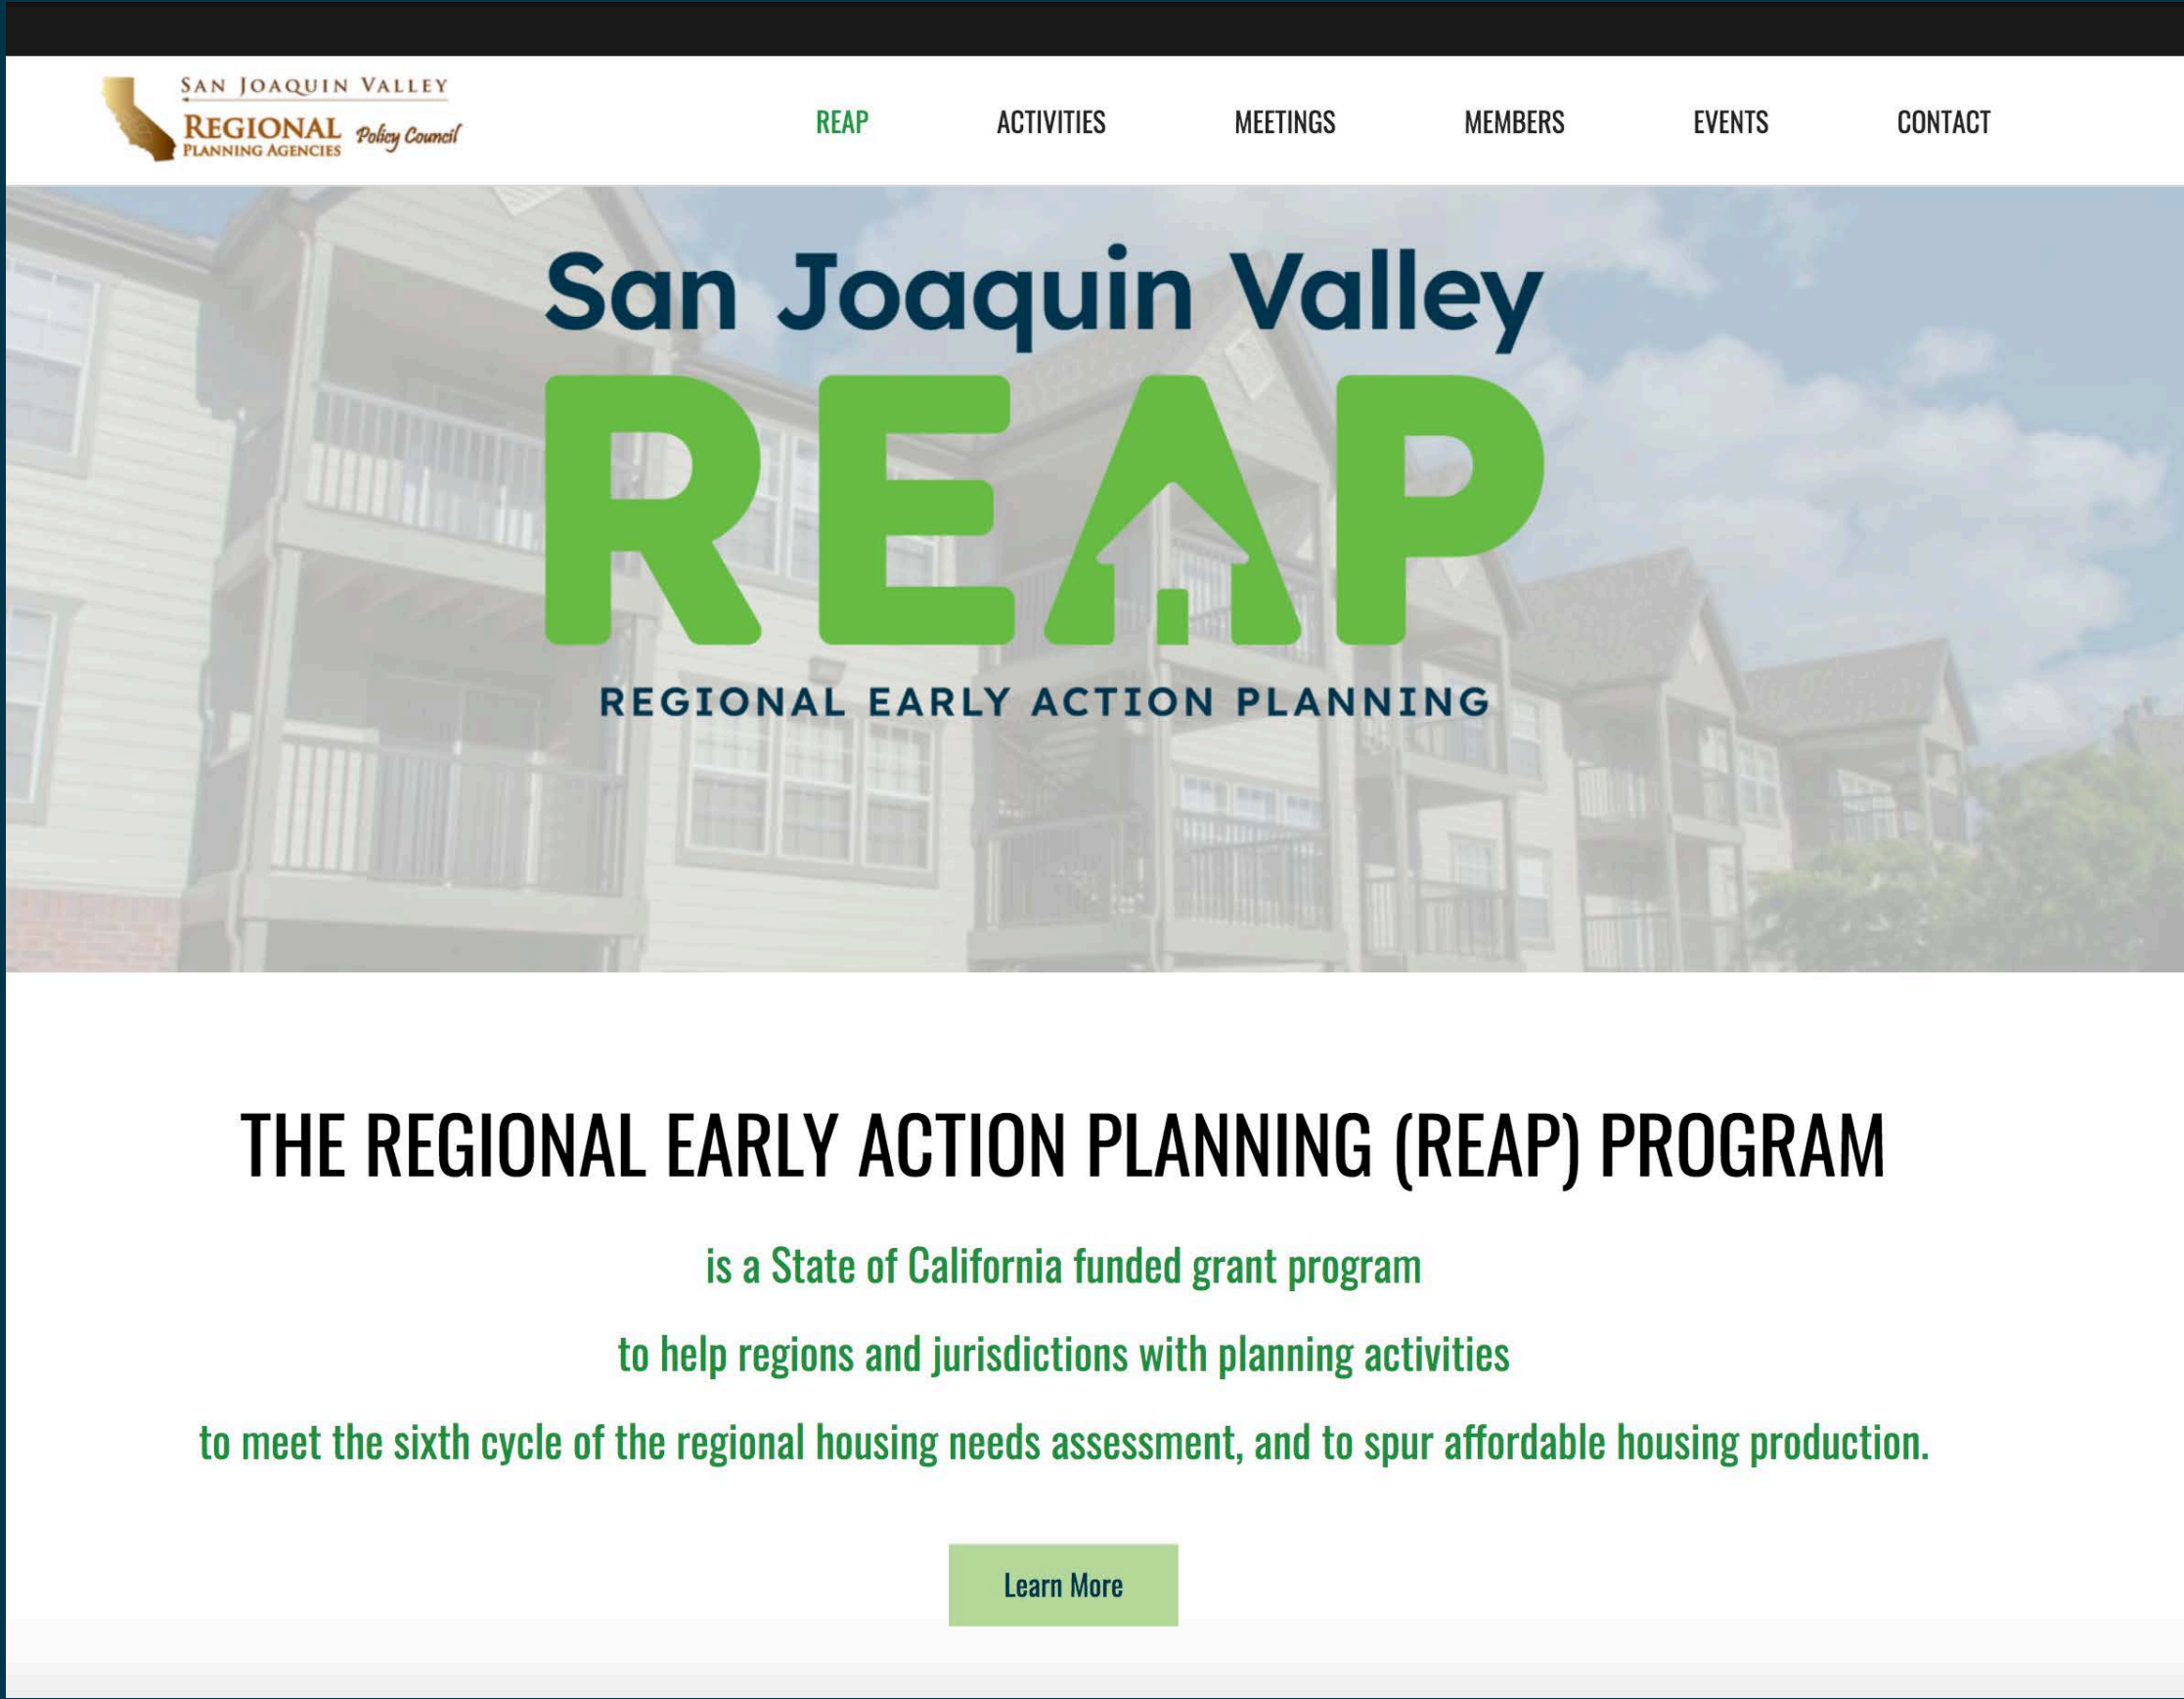 SAN JOAQUIN VALLEY
REGIONAL
PLANNING AGENCIES
Policy Council
REAP
ACTIVITIES
MEETINGS
MEMBERS
EVENTS
CONTACT
San Joaquin Valley
REAP
REGIONAL EARLY ACTION PLANNING
THE REGIONAL EARLY ACTION PLANNING (REAP) PROGRAM
is a State of California funded grant program
to help regions and jurisdictions with planning activities
to meet the sixth cycle of the regional housing needs assessment, and to spur affordable housing production.
Learn More